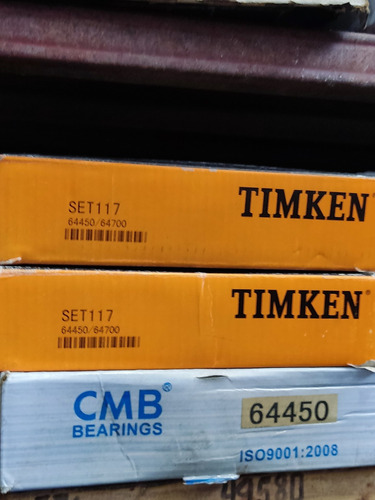 SET117
64450/64700
TIMKEN
SET117
64450/64700
TIMKEN®
CMB®
BEARINGS
64450
ISO9001:2008